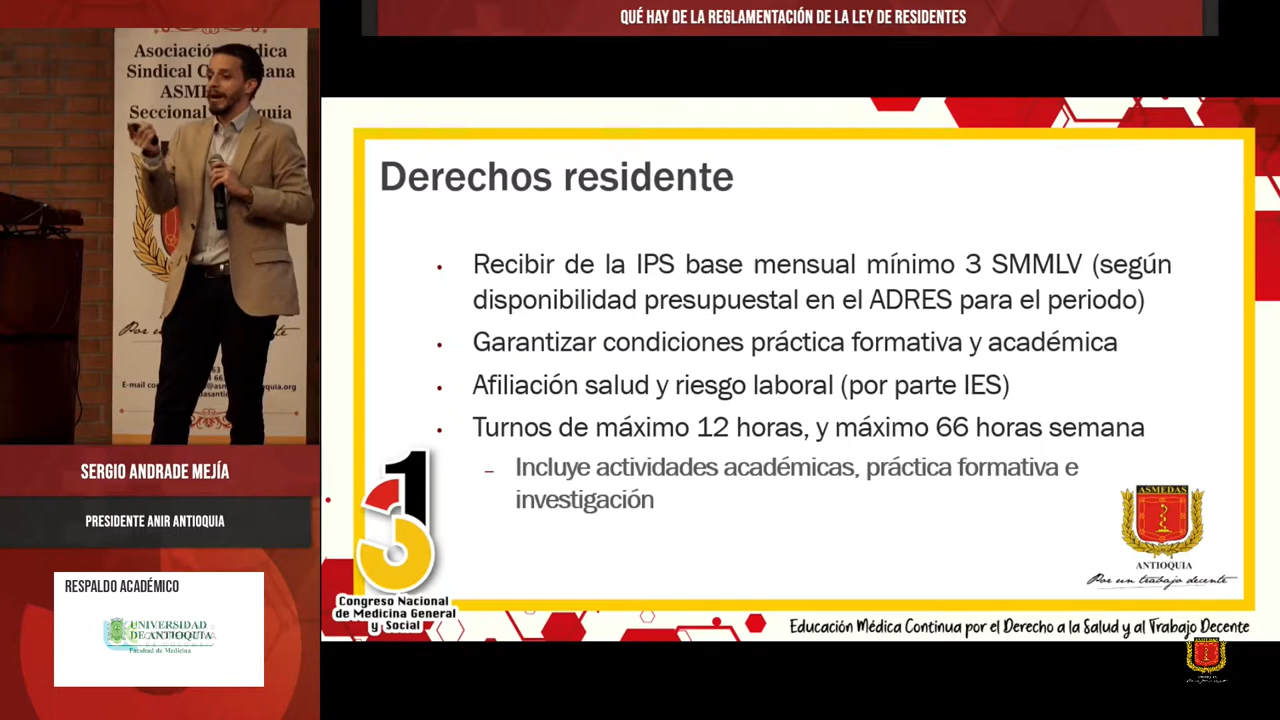 QUÉ HAY DE LA REGLAMENTACIÓN DE LA LEY DE RESIDENTES
Asociación
Sindical
Seccional
Derechos residente
• Recibir de la IPS base mensual mínimo 3 SMMLV (según
disponibilidad presupuestal en el ADRES para el periodo)
• Garantizar condiciones práctica formativa y académica
• Afiliación salud y riesgo laboral (por parte IES)
• Turnos de máximo 12 horas, y máximo 66 horas semana
– Incluye actividades académicas, práctica formativa e
investigación
31
Congreso Nacional
de Medicina General
y Social
ASMEDAS
ANTIOQUIA
Por un trabajo decente
Educación Médica Continua por el Derecho a la Salud y al Trabajo Decente
SERGIO ANDRADE MEJÍA
PRESIDENTE ANIR ANTIOQUIA
RESPALDO ACADÉMICO
UNIVERSIDAD
DE ANTIOQUIA
Facultad de Medicina